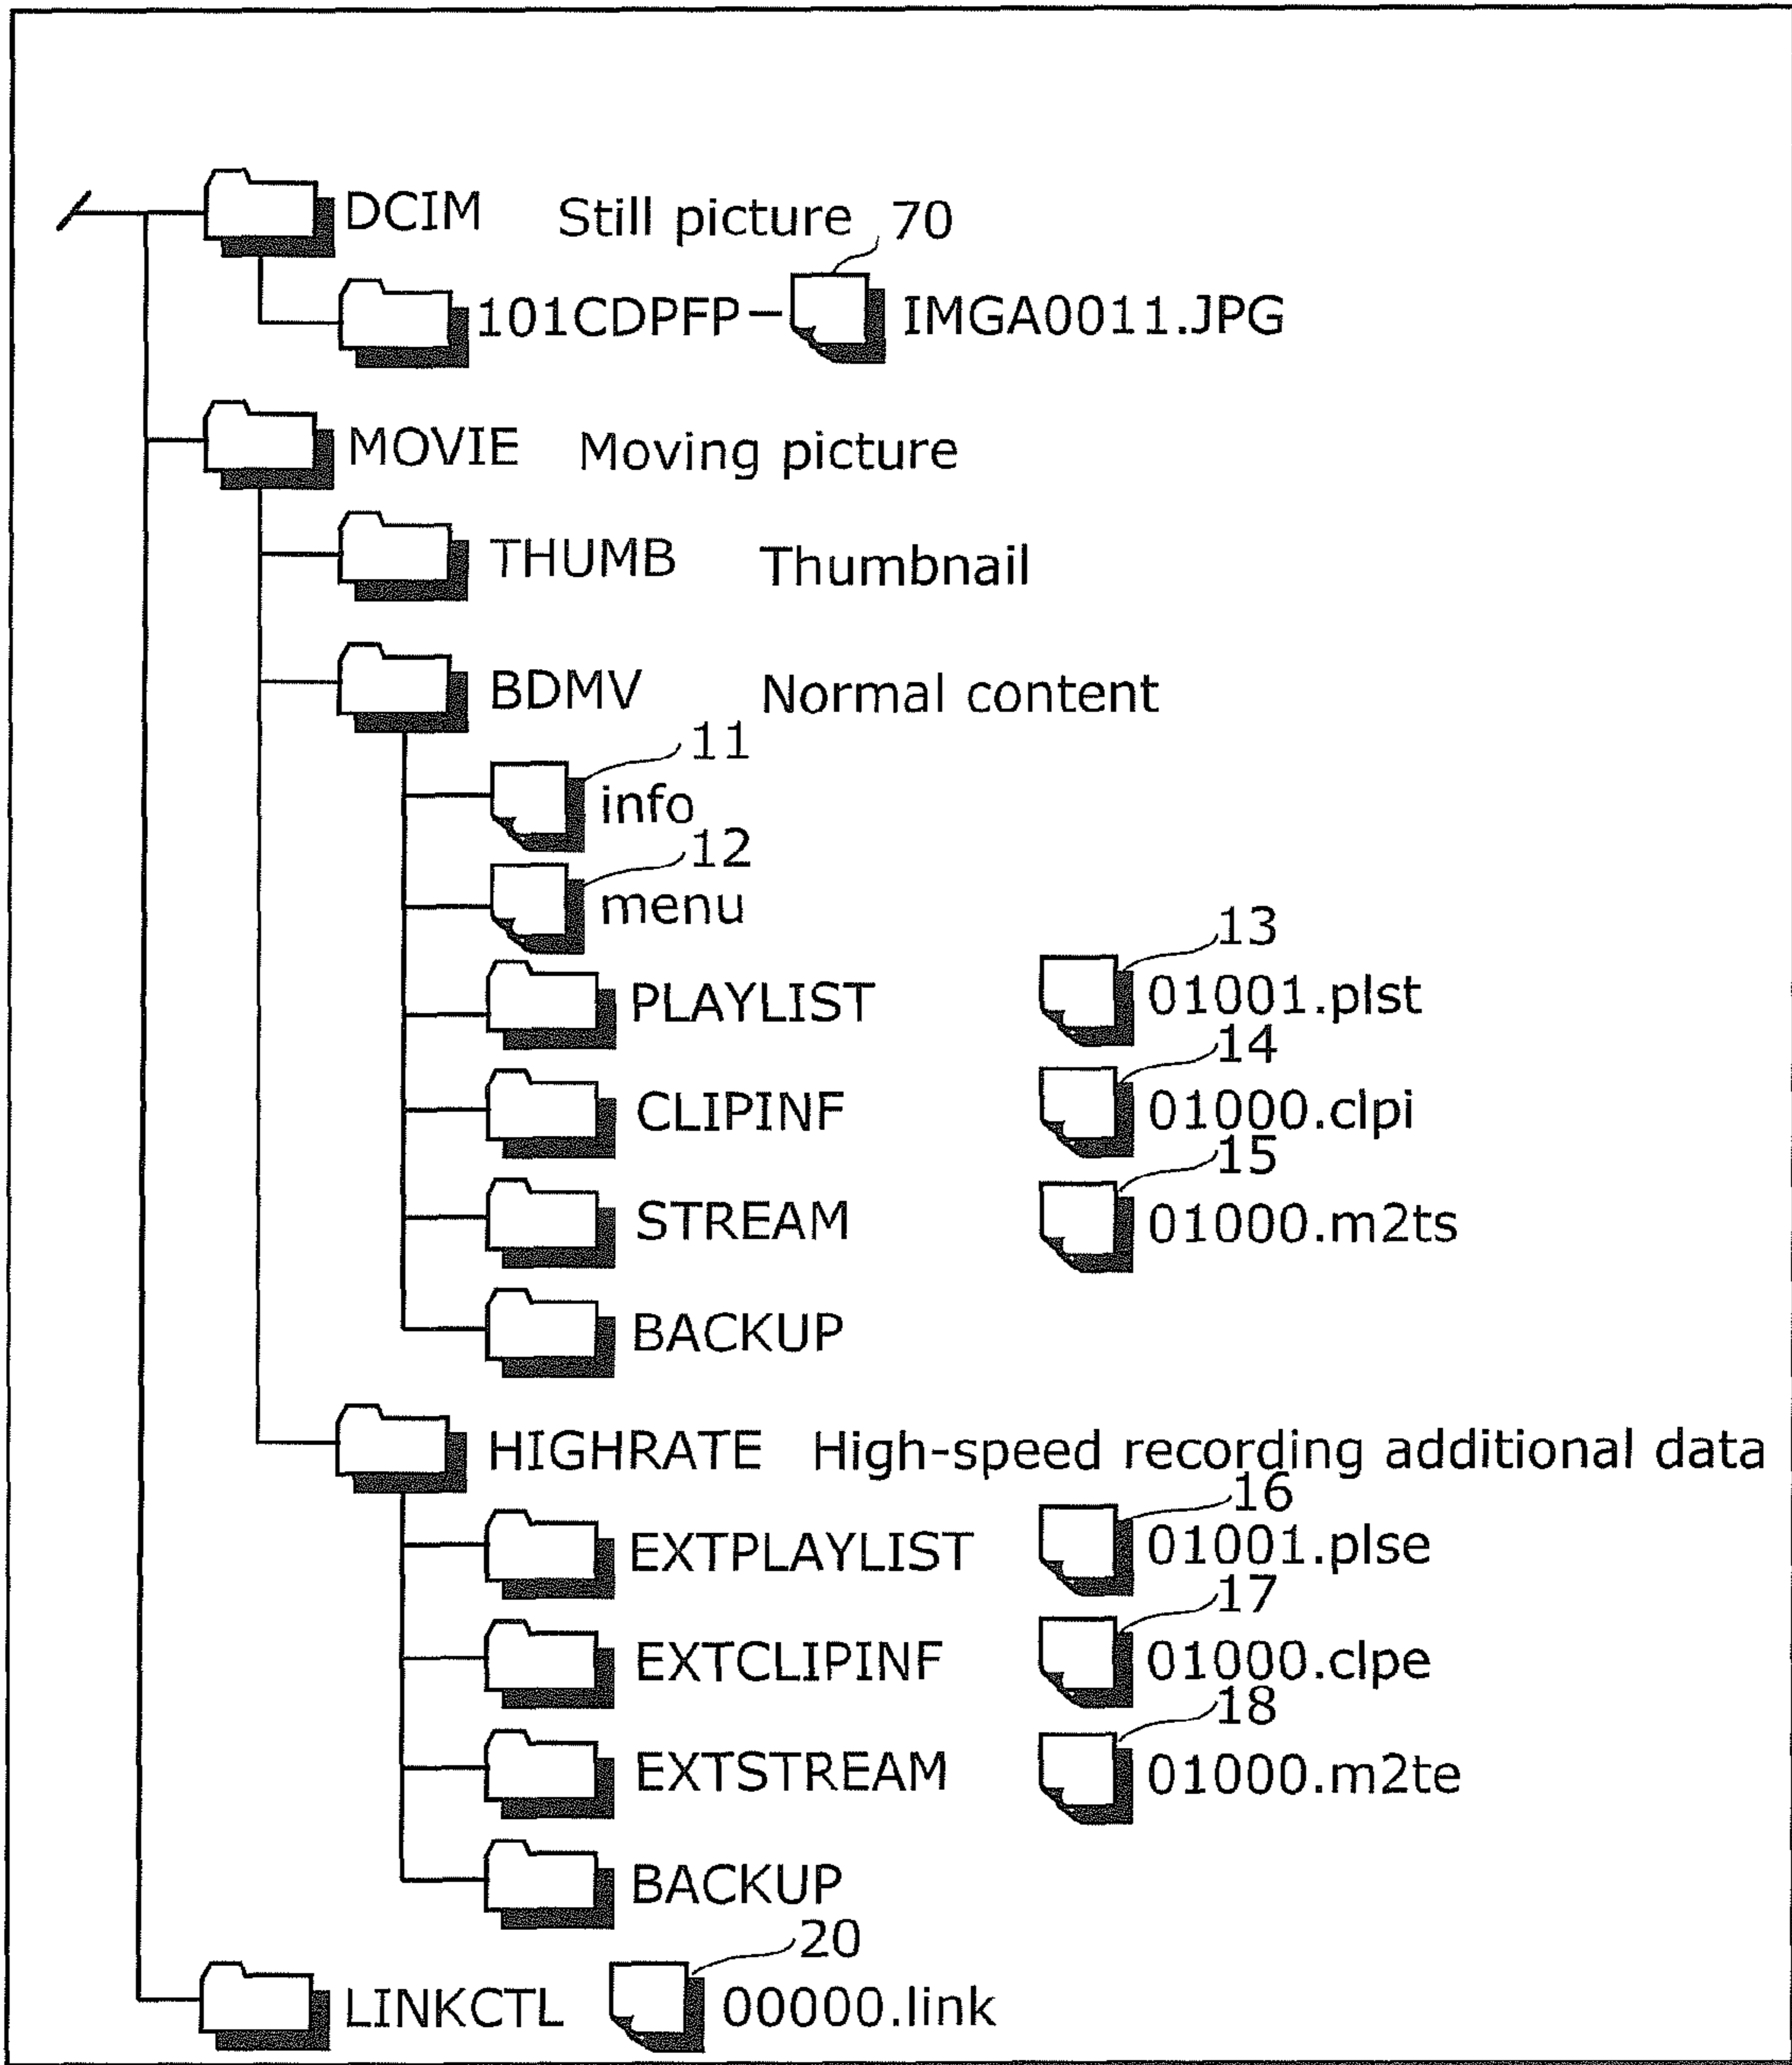 DCIM Still picture 70
101CDPFP IMGA0011.JPG
MOVIE Moving picture
THUMB Thumbnail
BDMV Normal content
11
info
12
menu
13
PLAYLIST 01001.plst
14
CLIPINF 01000.clpi
15
STREAM 01000.m2ts
BACKUP
HIGHRATE High-speed recording additional data
16
EXTPLAYLIST 01001.plse
17
EXTCLIPINF 01000.clpe
18
EXTSTREAM 01000.m2te
BACKUP
20
LINKCTL 00000.link